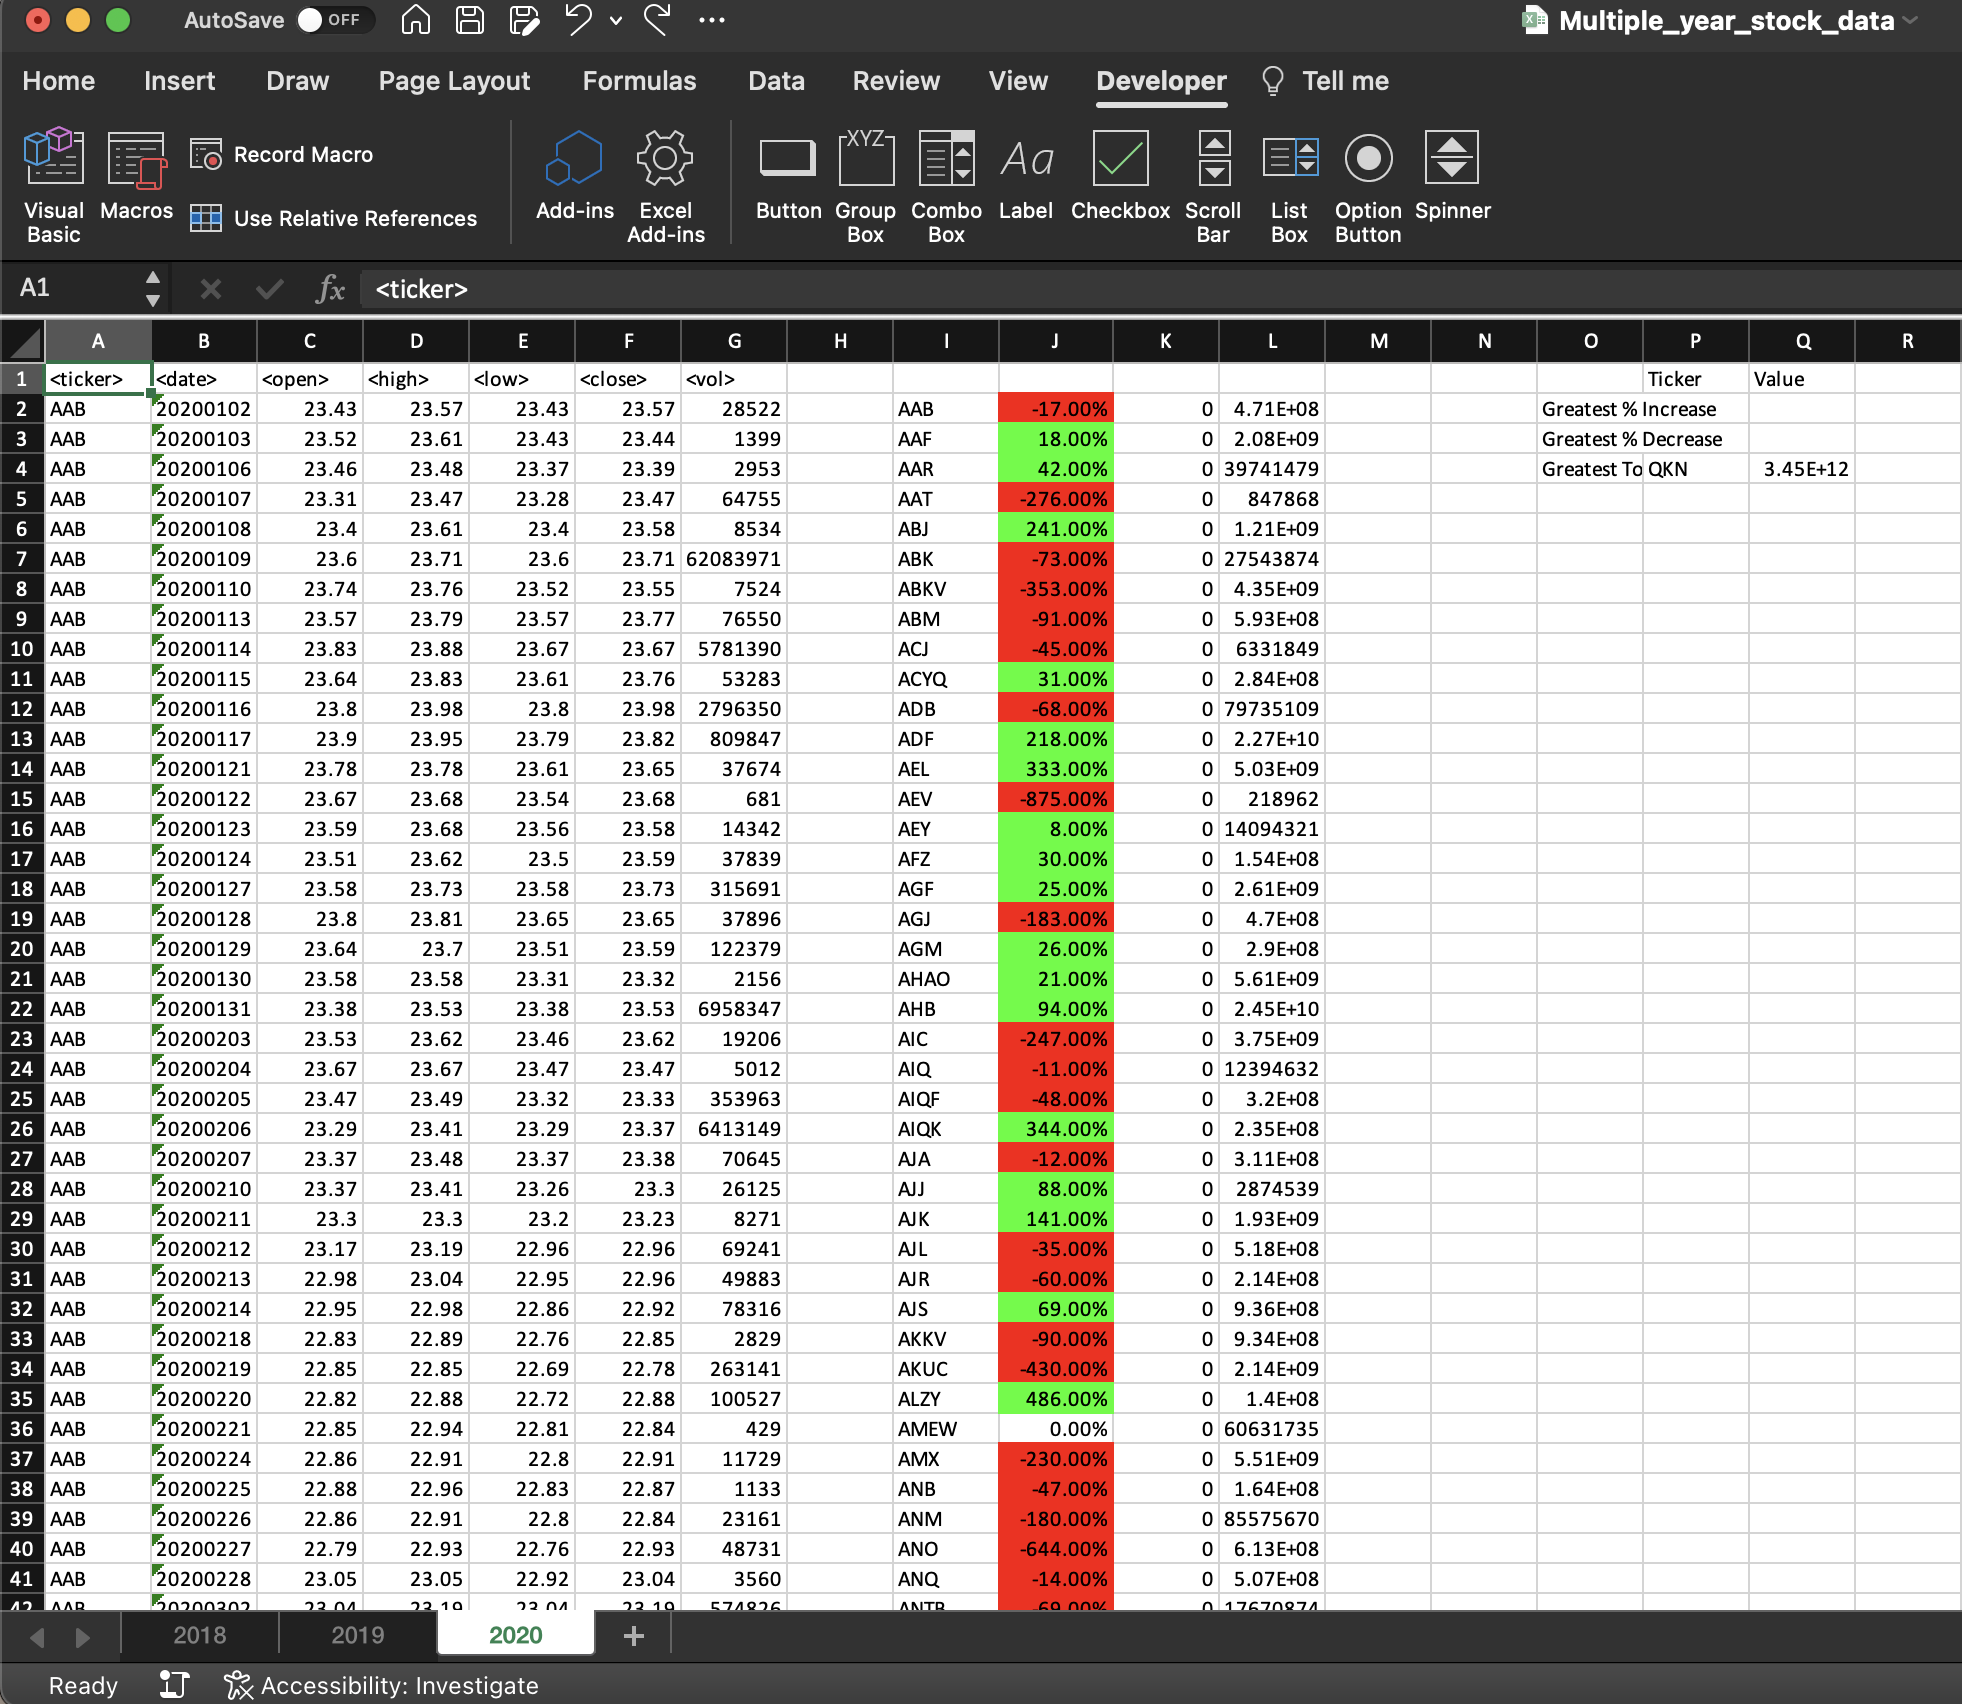 AutoSave OFF Multiple_year_stock_data
Home Insert Draw Page Layout Formulas Data Review View Developer Tell me
Visual Basic Macros Record Macro Use Relative References Add-ins Excel Add-ins Button XYZ Group Box Combo Box Aa Label Checkbox Scroll Bar List Box Option Button Spinner
A1 fx <ticker>
A B C D E F G H I J K L M N O P Q R
1 <ticker> <date> <open> <high> <low> <close> <vol> Ticker Value
2 AAB 20200102 23.43 23.57 23.43 23.57 28522 AAB -17.00% 0 4.71E+08 Greatest % Increase
3 AAB 20200103 23.52 23.61 23.43 23.44 1399 AAF 18.00% 0 2.08E+09 Greatest % Decrease
4 AAB 20200106 23.46 23.48 23.37 23.39 2953 AAR 42.00% 0 39741479 Greatest To QKN 3.45E+12
5 AAB 20200107 23.31 23.47 23.28 23.47 64755 AAT -276.00% 0 847868
6 AAB 20200108 23.4 23.61 23.4 23.58 8534 ABJ 241.00% 0 1.21E+09
7 AAB 20200109 23.6 23.71 23.6 23.71 62083971 ABK -73.00% 0 27543874
8 AAB 20200110 23.74 23.76 23.52 23.55 7524 ABKV -353.00% 0 4.35E+09
9 AAB 20200113 23.57 23.79 23.57 23.77 76550 ABM -91.00% 0 5.93E+08
10 AAB 20200114 23.83 23.88 23.67 23.67 5781390 ACJ -45.00% 0 6331849
11 AAB 20200115 23.64 23.83 23.61 23.76 53283 ACYQ 31.00% 0 2.84E+08
12 AAB 20200116 23.8 23.98 23.8 23.98 2796350 ADB -68.00% 0 79735109
13 AAB 20200117 23.9 23.95 23.79 23.82 809847 ADF 218.00% 0 2.27E+10
14 AAB 20200121 23.78 23.78 23.61 23.65 37674 AEL 333.00% 0 5.03E+09
15 AAB 20200122 23.67 23.68 23.54 23.68 681 AEV -875.00% 0 218962
16 AAB 20200123 23.59 23.68 23.56 23.58 14342 AEY 8.00% 0 14094321
17 AAB 20200124 23.51 23.62 23.5 23.59 37839 AFZ 30.00% 0 1.54E+08
18 AAB 20200127 23.58 23.73 23.58 23.73 315691 AGF 25.00% 0 2.61E+09
19 AAB 20200128 23.8 23.81 23.65 23.65 37896 AGJ -183.00% 0 4.7E+08
20 AAB 20200129 23.64 23.7 23.51 23.59 122379 AGM 26.00% 0 2.9E+08
21 AAB 20200130 23.58 23.58 23.31 23.32 2156 AHAO 21.00% 0 5.61E+09
22 AAB 20200131 23.38 23.53 23.38 23.53 6958347 AHB 94.00% 0 2.45E+10
23 AAB 20200203 23.53 23.62 23.46 23.62 19206 AIC -247.00% 0 3.75E+09
24 AAB 20200204 23.67 23.67 23.47 23.47 5012 AIQ -11.00% 0 12394632
25 AAB 20200205 23.47 23.49 23.32 23.33 353963 AIQF -48.00% 0 3.2E+08
26 AAB 20200206 23.29 23.41 23.29 23.37 6413149 AIQK 344.00% 0 2.35E+08
27 AAB 20200207 23.37 23.48 23.37 23.38 70645 AJA -12.00% 0 3.11E+08
28 AAB 20200210 23.37 23.41 23.26 23.3 26125 AJJ 88.00% 0 2874539
29 AAB 20200211 23.3 23.3 23.2 23.23 8271 AJK 141.00% 0 1.93E+09
30 AAB 20200212 23.17 23.19 22.96 22.96 69241 AJL -35.00% 0 5.18E+08
31 AAB 20200213 22.98 23.04 22.95 22.96 49883 AJR -60.00% 0 2.14E+08
32 AAB 20200214 22.95 22.98 22.86 22.92 78316 AJS 69.00% 0 9.36E+08
33 AAB 20200218 22.83 22.89 22.76 22.85 2829 AKKV -90.00% 0 9.34E+08
34 AAB 20200219 22.85 22.85 22.69 22.78 263141 AKUC -430.00% 0 2.14E+09
35 AAB 20200220 22.82 22.88 22.72 22.88 100527 ALZY 486.00% 0 1.4E+08
36 AAB 20200221 22.85 22.94 22.81 22.84 429 AMEW 0.00% 0 60631735
37 AAB 20200224 22.86 22.91 22.8 22.91 11729 AMX -230.00% 0 5.51E+09
38 AAB 20200225 22.88 22.96 22.83 22.87 1133 ANB -47.00% 0 1.64E+08
39 AAB 20200226 22.86 22.91 22.8 22.84 23161 ANM -180.00% 0 85575670
40 AAB 20200227 22.79 22.93 22.76 22.93 48731 ANO -644.00% 0 6.13E+08
41 AAB 20200228 23.05 23.05 22.92 23.04 3560 ANQ -14.00% 0 5.07E+08
42 AAB 20200302 23.04 23.19 23.04 23.19 574826 ANTB -69.00% 0 17670874
2018 2019 2020
Ready Accessibility: Investigate